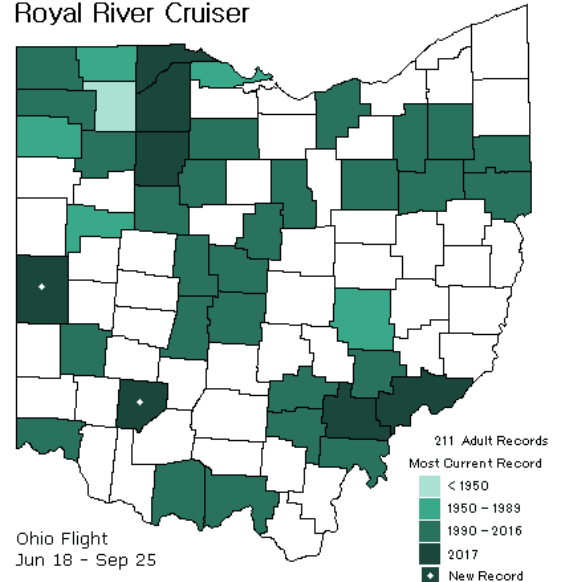 Royal River Cruiser
211 Adult Records
Most Current Record
< 1950
1950 - 1989
1990 - 2016
2017
New Record
Ohio Flight
Jun 18 - Sep 25